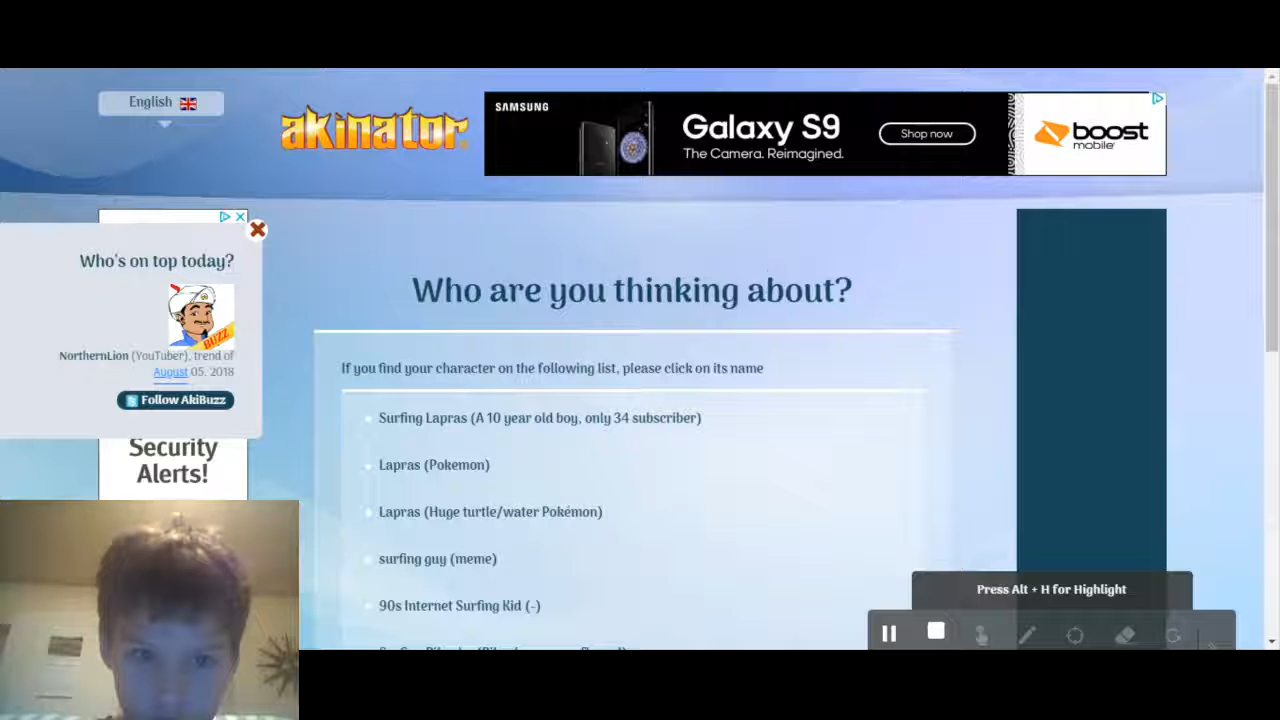 English
akinator
SAMSUNG
Galaxy S9
The Camera. Reimagined.
Shop now
boost
mobile
Who's on top today?
BUZZ
NorthernLion (YouTuber), trend of
August 05, 2018
Follow AkiBuzz
Security
Alerts!
Who are you thinking about?
If you find your character on the following list, please click on its name
Surfing Lapras (A 10 year old boy, only 34 subscriber)
Lapras (Pokemon)
Lapras (Huge turtle/water Pokémon)
surfing guy (meme)
90s Internet Surfing Kid (-)
Press Alt + H for Highlight